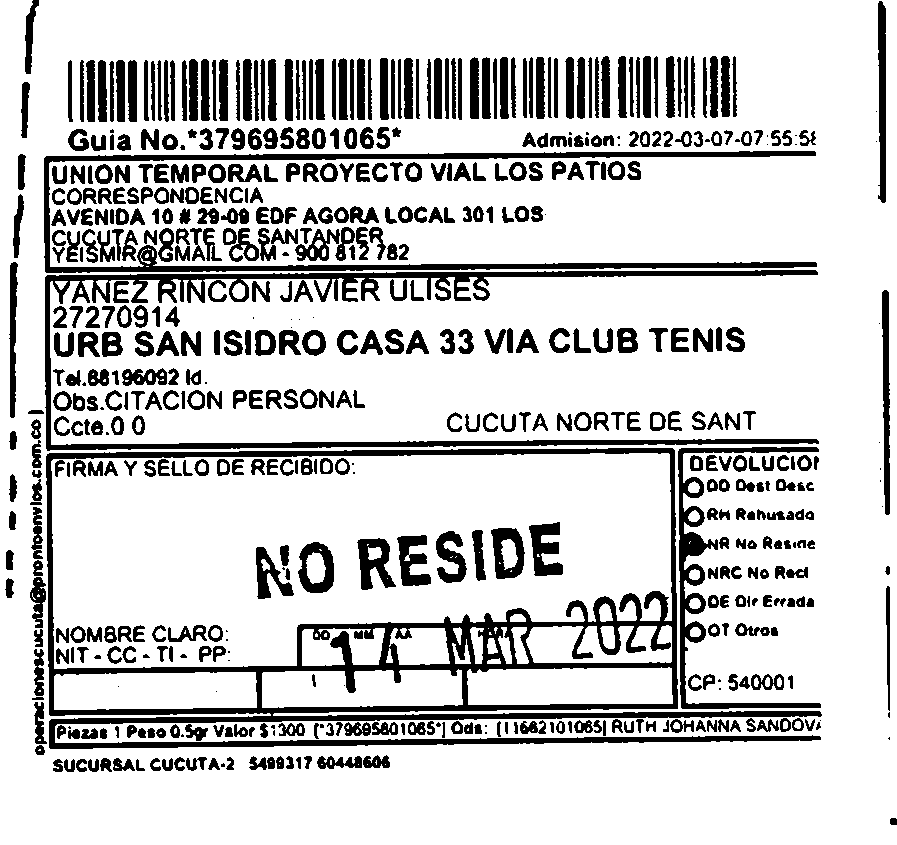 Guia No.*379695801065*
Admision: 2022-03-07-07:55:58
UNION TEMPORAL PROYECTO VIAL LOS PATIOS
CORRESPONDENCIA
AVENIDA 10 # 29-09 EDF AGORA LOCAL 301 LOS
CUCUTA NORTE DE SANTANDER
YEISMIR@GMAIL COM - 900 812 782
YANEZ RINCON JAVIER ULISES
27270914
URB SAN ISIDRO CASA 33 VIA CLUB TENIS
Tel.88196092 Id.
Obs.CITACION PERSONAL
Ccte.0 0
CUCUTA NORTE DE SANT
FIRMA Y SELLO DE RECIBIDO:
NO RESIDE
NOMBRE CLARO:
NIT - CC - TI - PP:
DD MM AA
14 MAR 2022
DEVOLUCION
DD Dest Desc
RH Rehusado
NR No Reside
NRC No Recl
DE Dir Errada
OT Otros
CP: 540001
Piezas 1 Peso 0.5gr Valor $1300 [*379695801065*] Ods: [11662101065] RUTH JOHANNA SANDOVA
SUCURSAL CUCUTA-2 5499317 60448606
operacionescucuta@prontoenvios.com.co